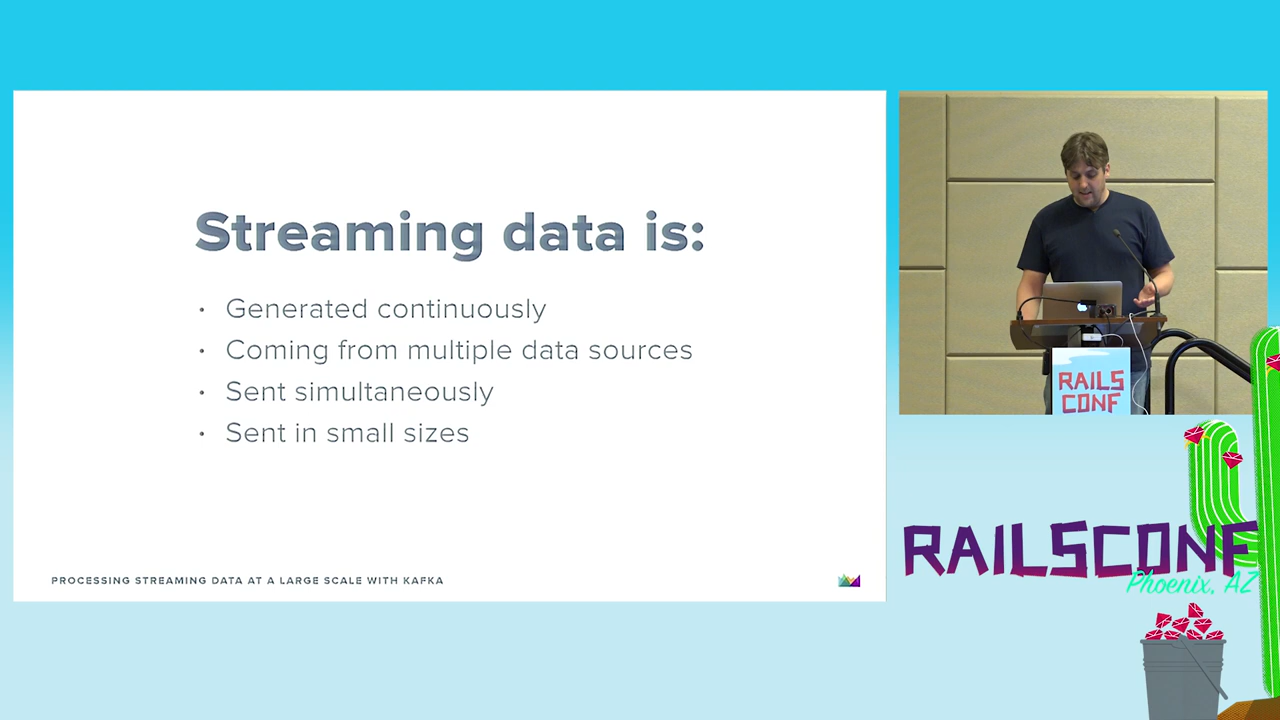 Streaming data is:
• Generated continuously
• Coming from multiple data sources
• Sent simultaneously
• Sent in small sizes
PROCESSING STREAMING DATA AT A LARGE SCALE WITH KAFKA
RAILS
CONF
RAILSCONF
Phoenix, AZ